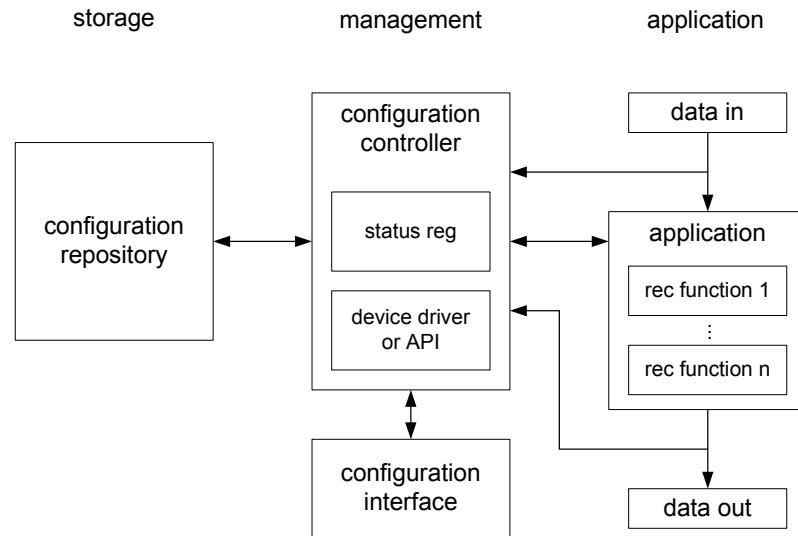 storage
management
application
configuration
repository
configuration
controller
status reg
device driver
or API
configuration
interface
data in
application
rec function 1
...
rec function n
data out